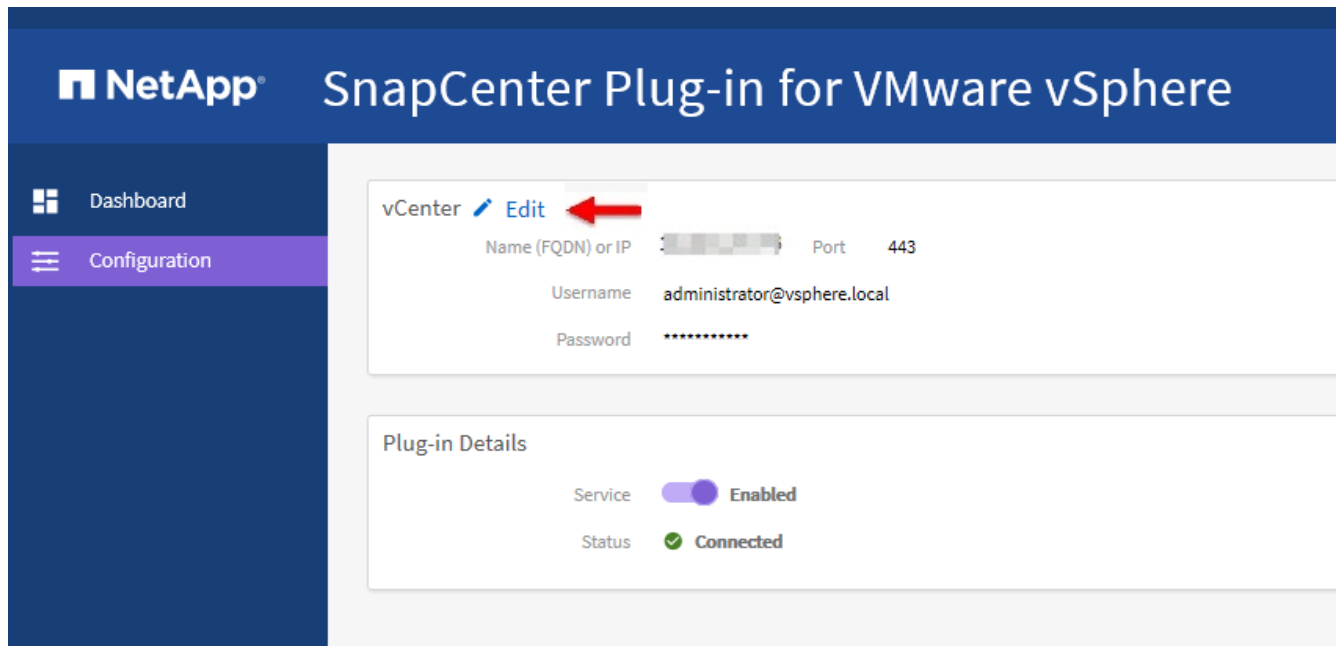 NetApp® SnapCenter Plug-in for VMware vSphere
Dashboard
Configuration
vCenter Edit
Name (FQDN) or IP Port 443
Username administrator@vsphere.local
Password ***********
Plug-in Details
Service Enabled
Status Connected